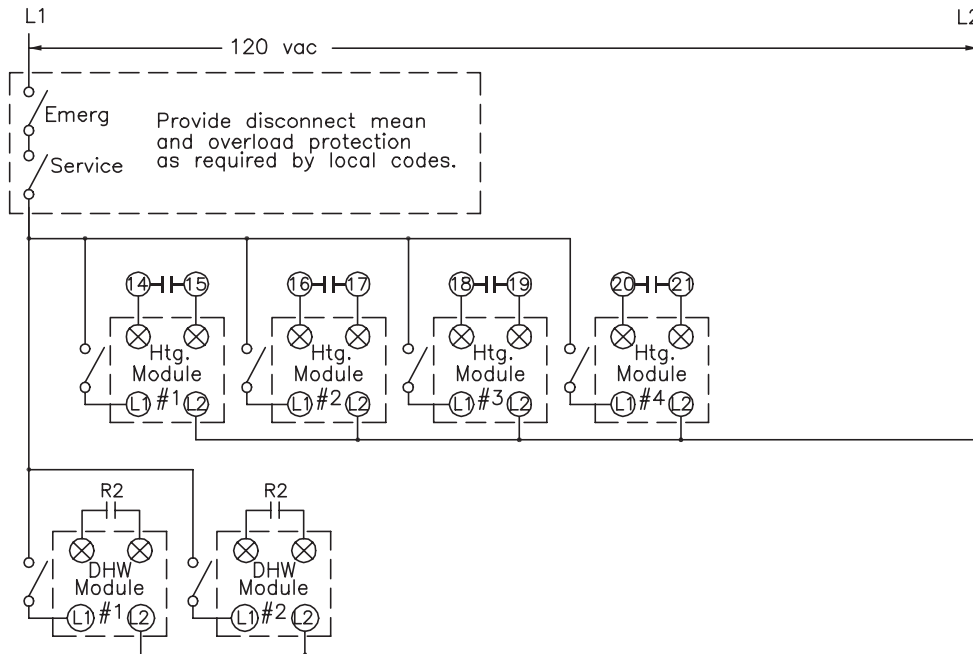 L1
L2
120 vac
Emerg
Service
Provide disconnect mean
and overload protection
as required by local codes.
14 15
16 17
18 19
20 21
Htg.
Module
#1
L1 L2
Htg.
Module
#2
L1 L2
Htg.
Module
#3
L1 L2
Htg.
Module
#4
L1 L2
R2
R2
DHW
Module
#1
L1 L2
DHW
Module
#2
L1 L2